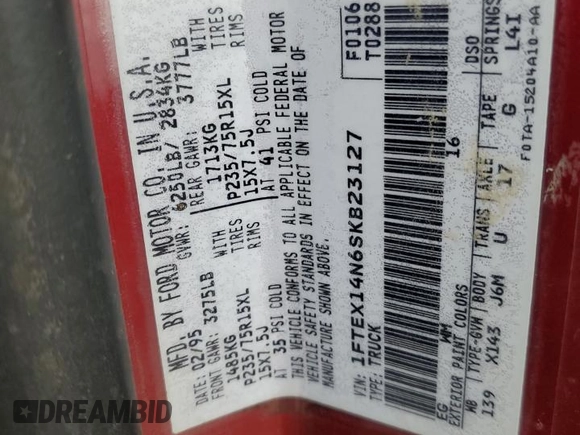 MFD. BY FORD MOTOR CO. IN U.S.A.
02/95 GVWR: 6250LB/ 2834KG
FRONT GAWR: 3275LB REAR GAWR: 3777LB
1485KG WITH 1713KG WITH
P235/75R15XL TIRES P235/75R15XL TIRES
15X7.5J RIMS 15X7.5J RIMS
AT 35 PSI COLD AT 41 PSI COLD
THIS VEHICLE CONFORMS TO ALL APPLICABLE FEDERAL MOTOR
VEHICLE SAFETY STANDARDS IN EFFECT ON THE DATE OF
MANUFACTURE SHOWN ABOVE.
VIN: 1FTEX14N6SKB23127 F0106
TYPE: TRUCK T0288
EG WM 16
EXTERIOR PAINT COLORS DSO
WB TYPE-GVW BODY TRANS AXLE TAPE SPRINGS
139 X143 JGM U 17 G L4I
F0TA-15204A10-AA
DREAMBID